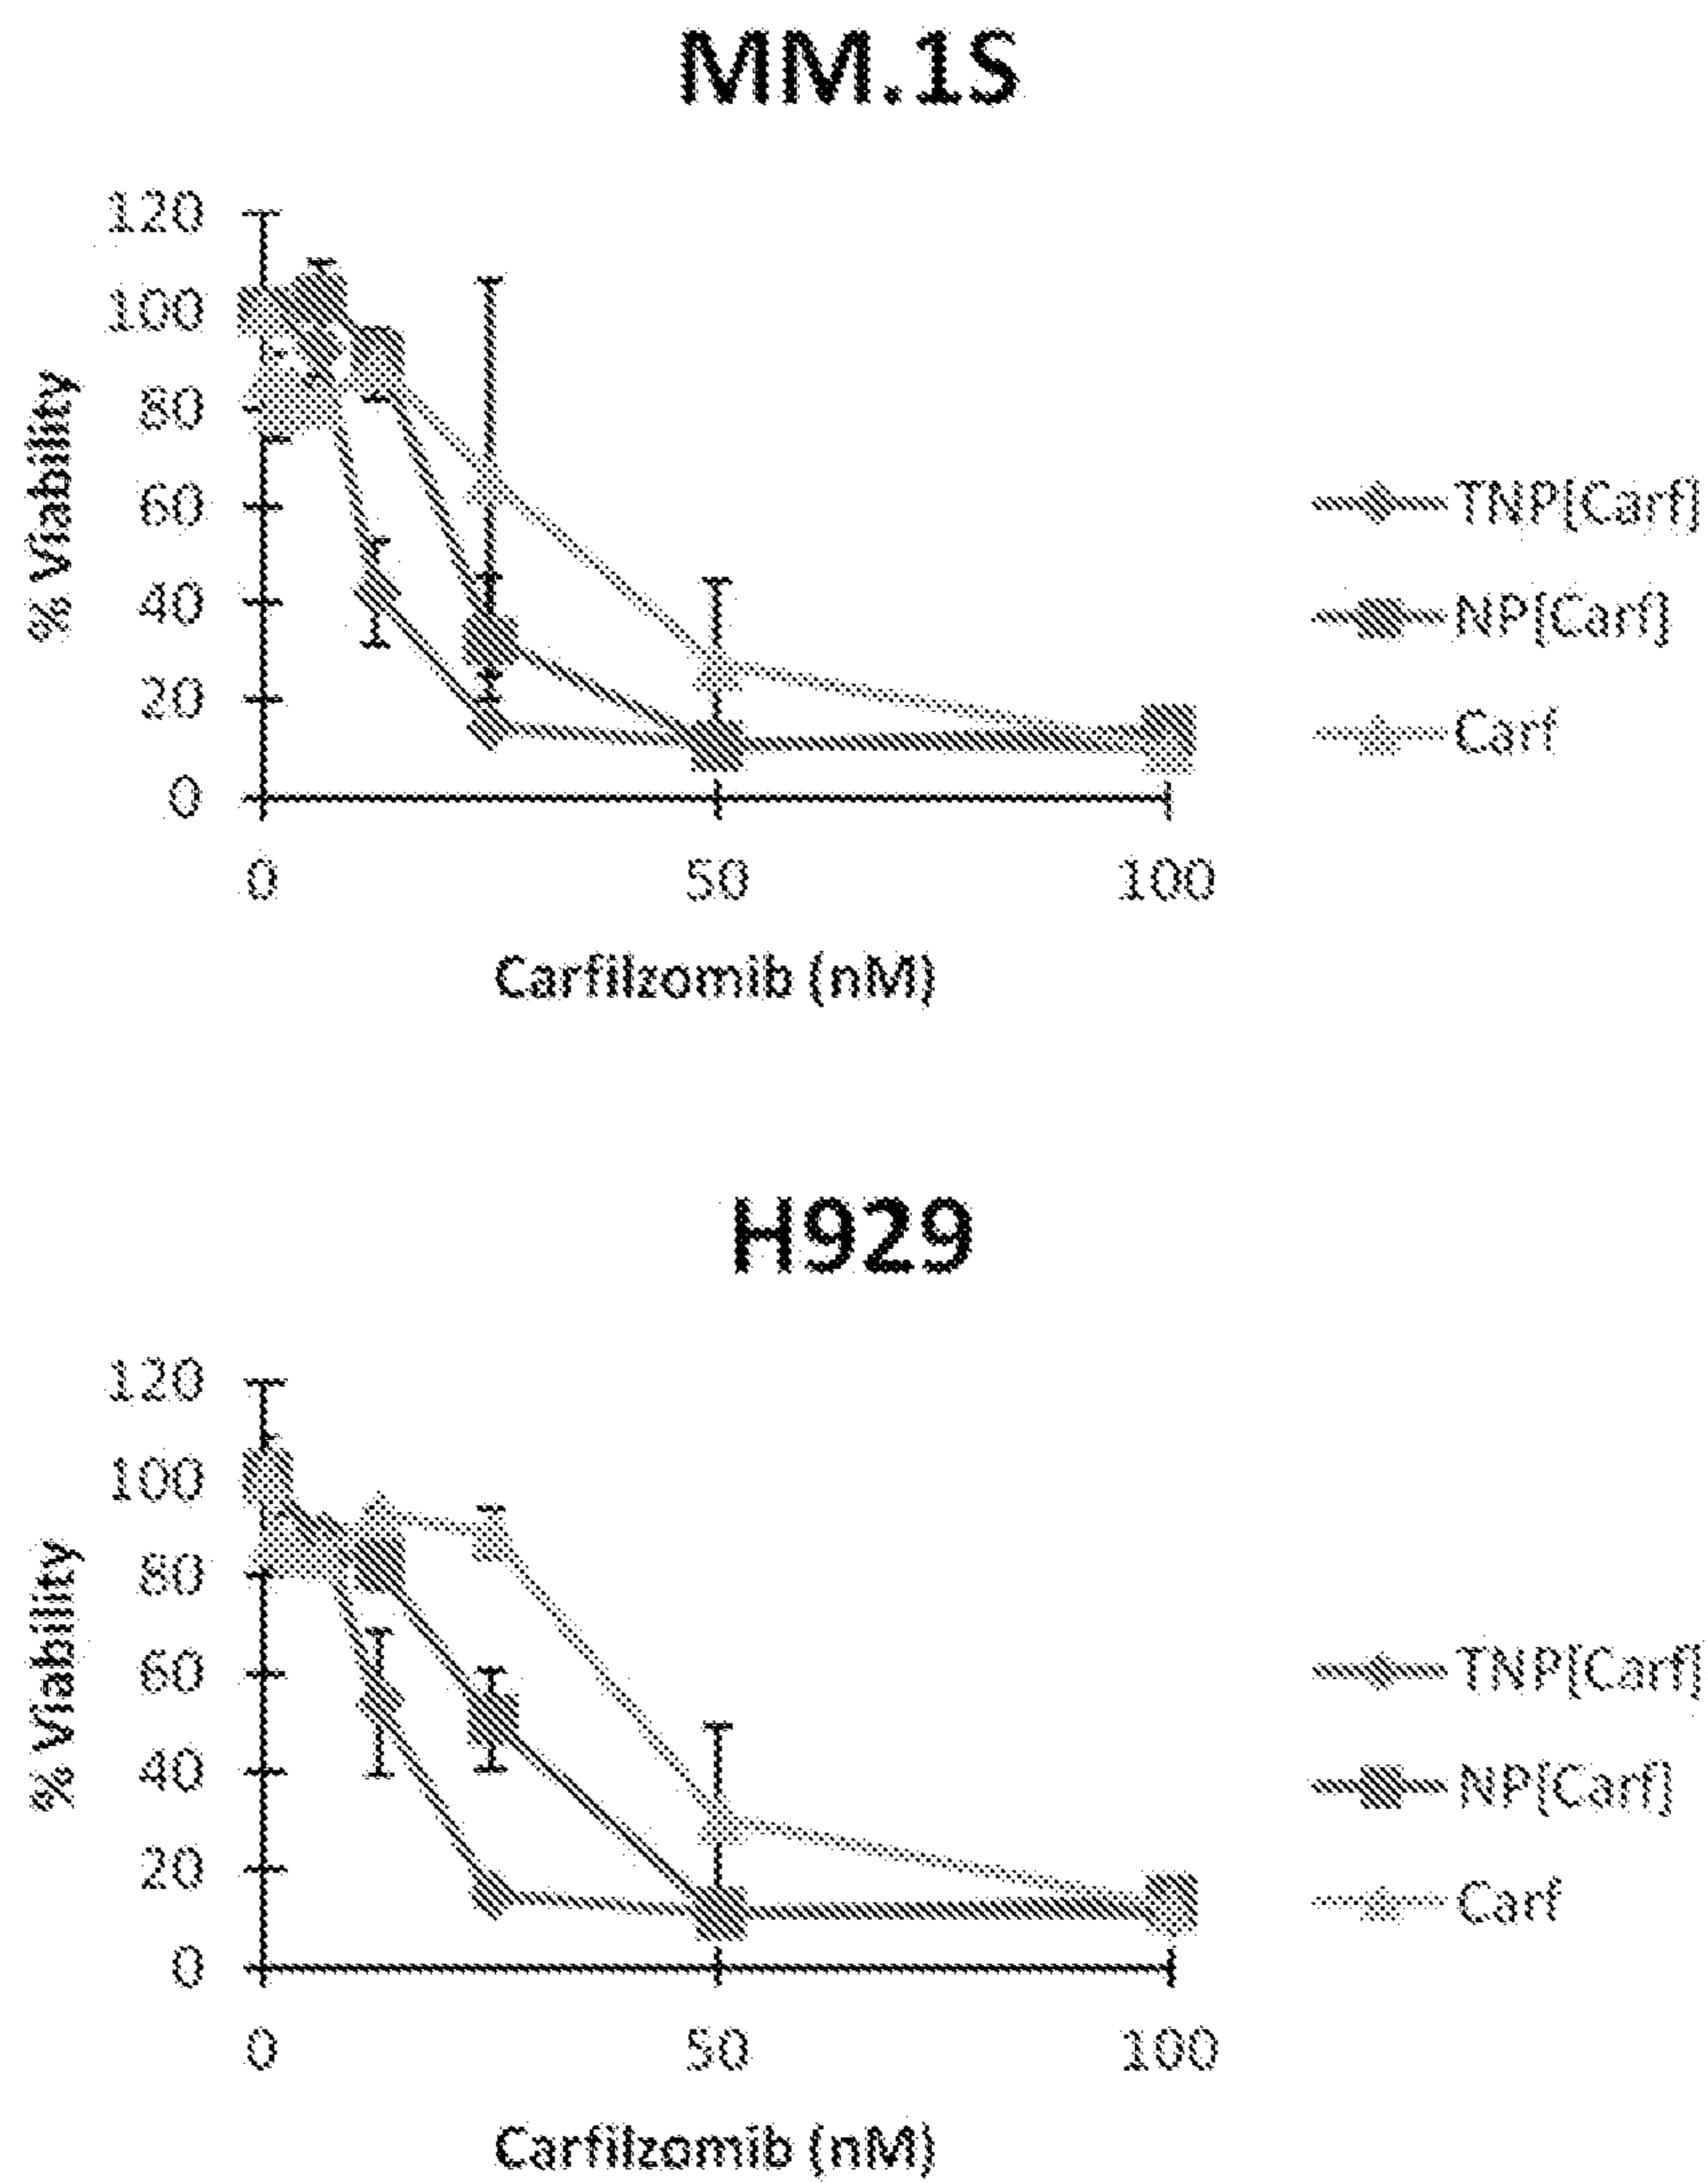 MM.1S
120
100
80
60
40
20
0
% Viability
0 50 100
Carfilzomib (nM)
TNP[Carf]
NP[Carf]
Carf
H929
120
100
80
60
40
20
0
% Viability
0 50 100
Carfilzomib (nM)
TNP[Carf]
NP[Carf]
Carf